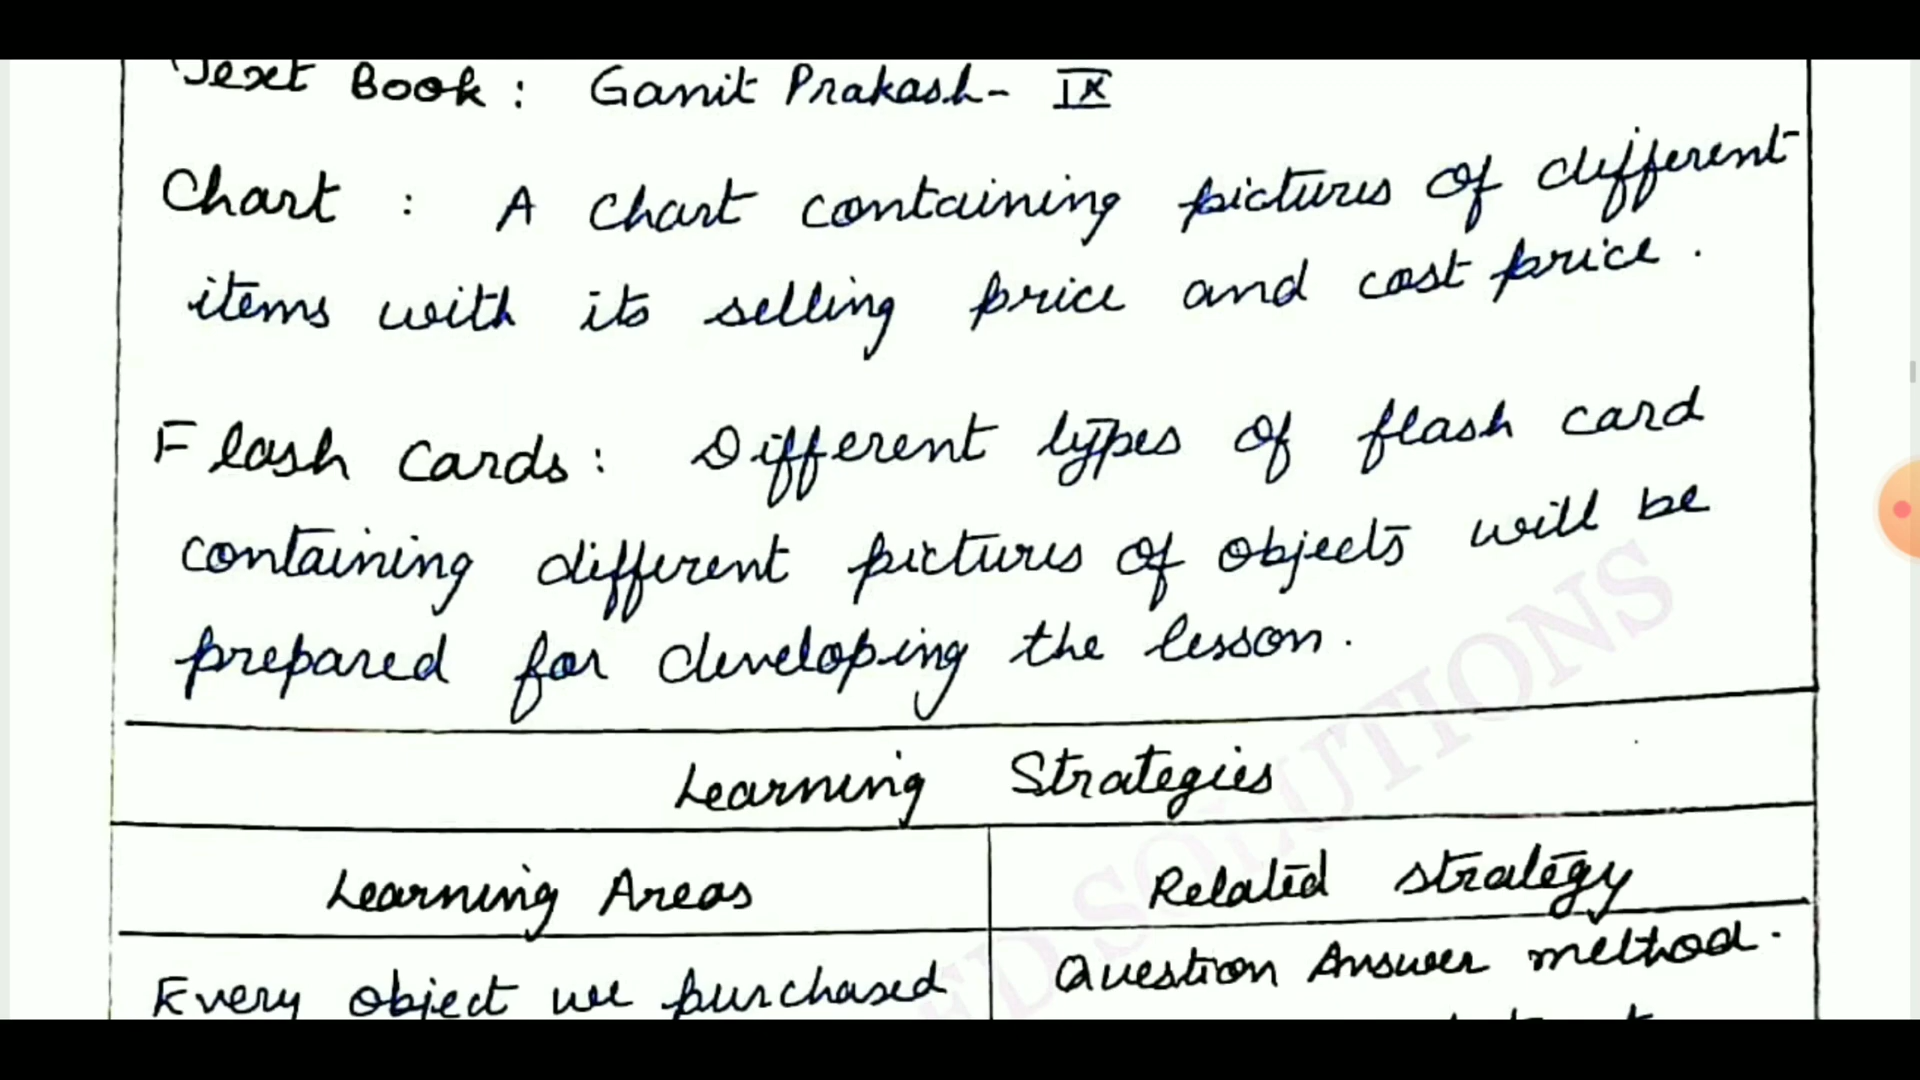 Text Book : Ganit Prakash - IX
Chart : A chart containing pictures of different
items with its selling price and cost price .
Flash Cards : Different types of flash card
containing different pictures of objects will be
prepared for developing the lesson .
Learning Strategies
Learning Areas
Related strategy
Every object we purchased
Question Answer method .
ED SOLUTIONS